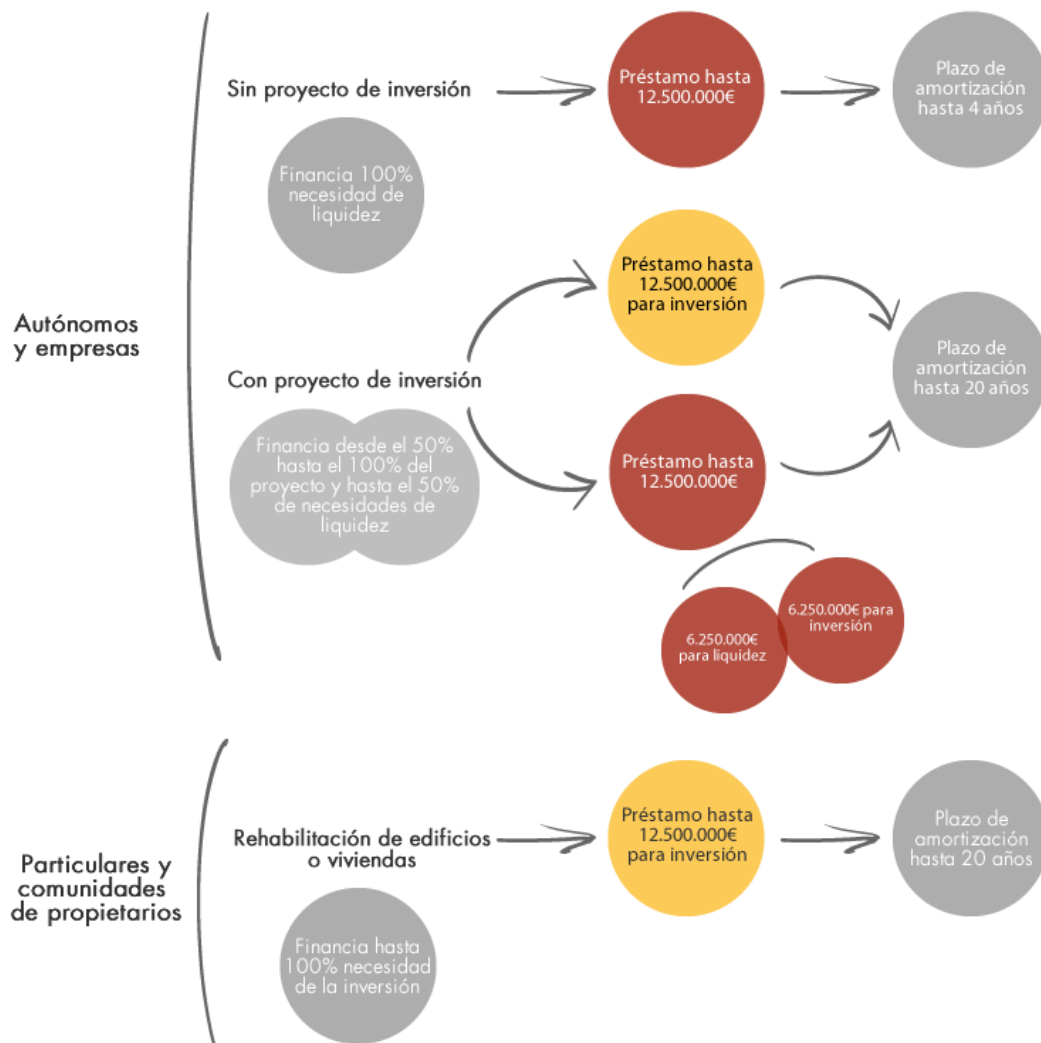 Autónomos
y empresas
Sin proyecto de inversión
Financia 100%
necesidad de
liquidez
Préstamo hasta
12.500.000€
Plazo de
amortización
hasta 4 años
Con proyecto de inversión
Financia desde el 50%
hasta el 100% del
proyecto y hasta el 50%
de necesidades de
liquidez
Préstamo hasta
12.500.000€
para inversión
Préstamo hasta
12.500.000€
Plazo de
amortización
hasta 20 años
6.250.000€
para liquidez
6.250.000€ para
inversión
Particulares y
comunidades
de propietarios
Rehabilitación de edificios
o viviendas
Financia hasta
100% necesidad
de la inversión
Préstamo hasta
12.500.000€
para inversión
Plazo de
amortización
hasta 20 años